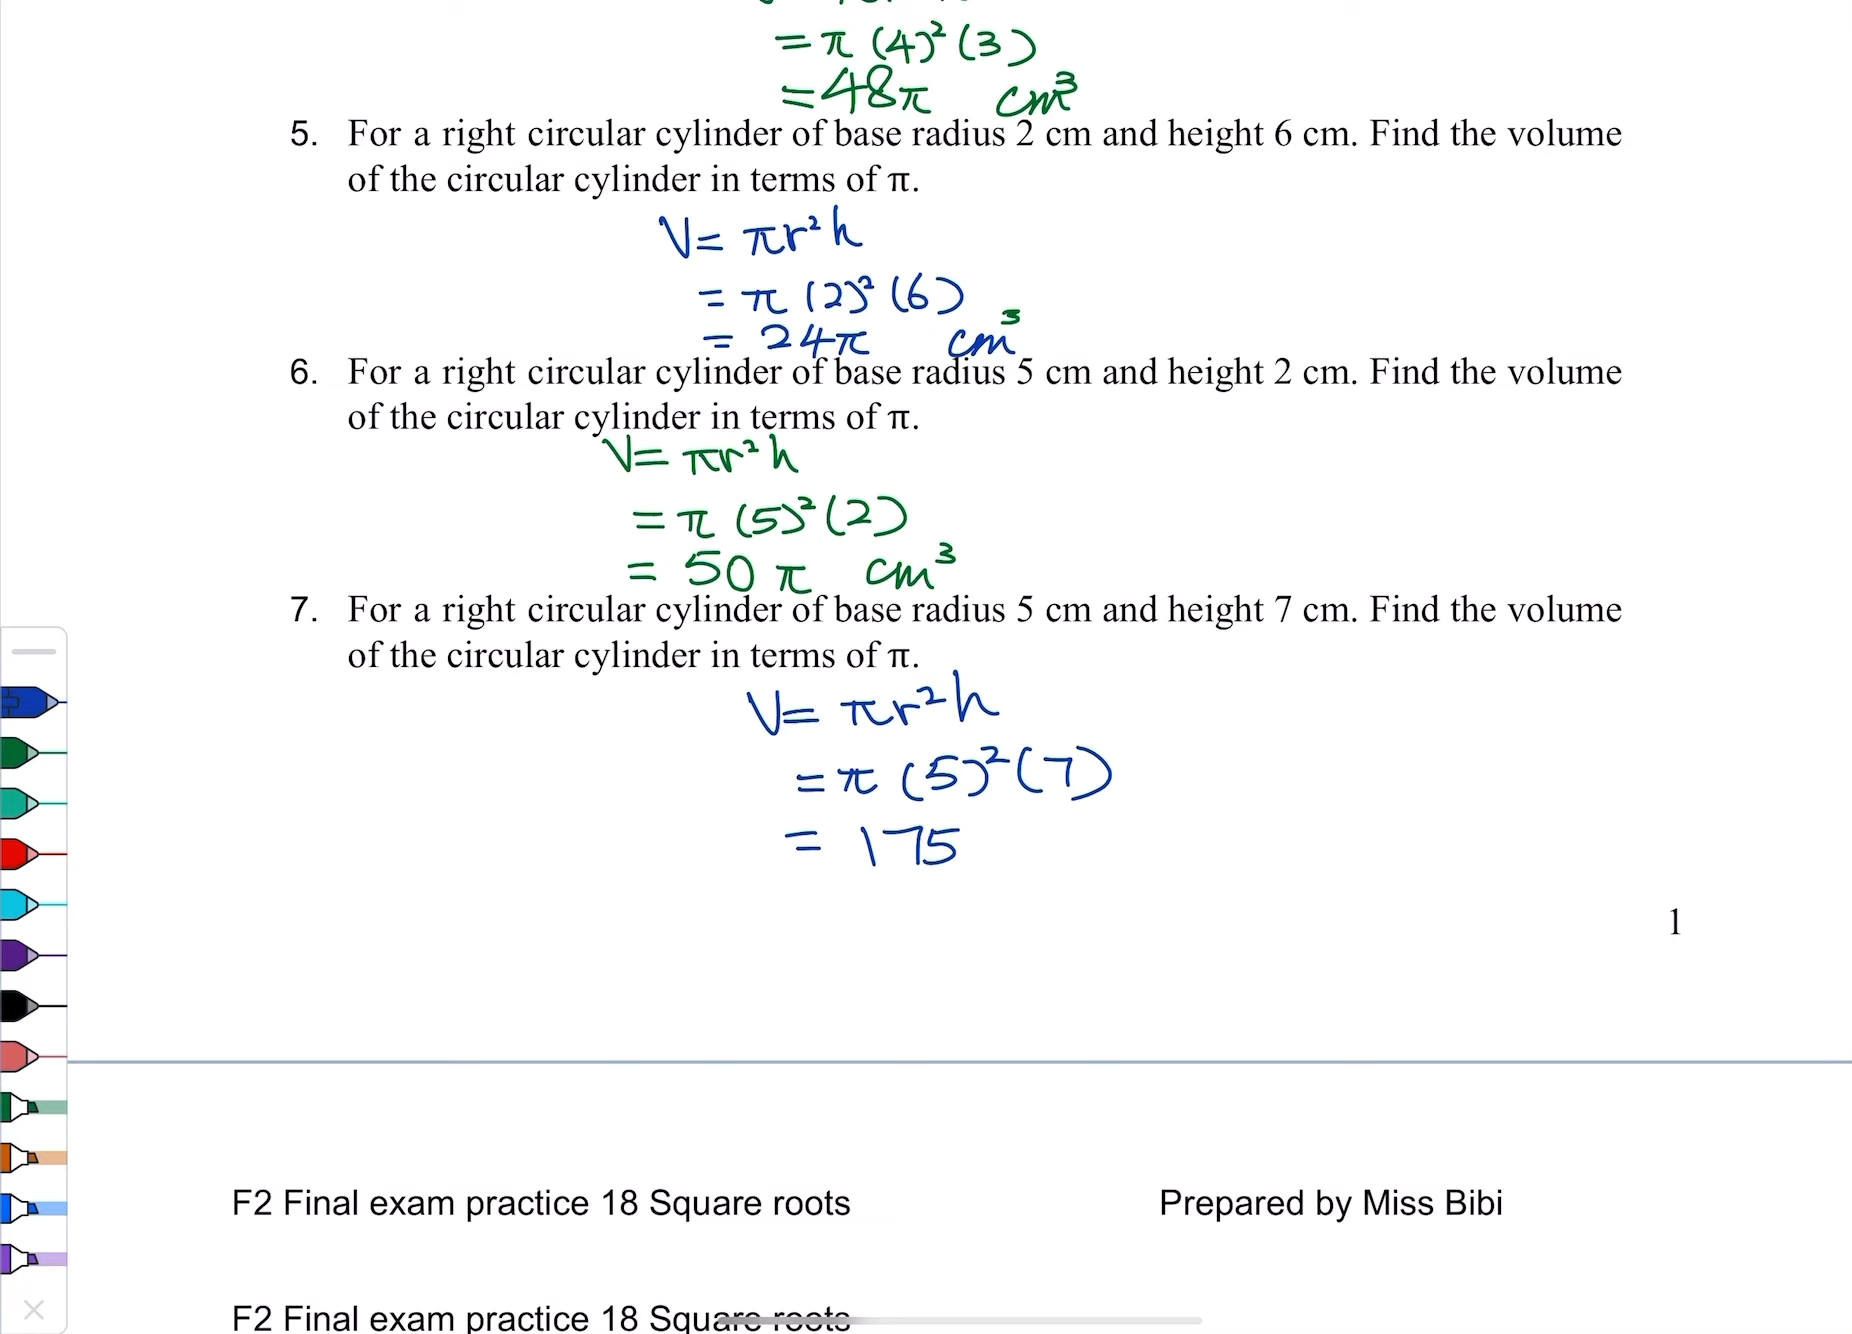 = π (4)² (3)
= 48π cm³
5. For a right circular cylinder of base radius 2 cm and height 6 cm. Find the volume
of the circular cylinder in terms of π.
V = πr²h
= π (2)² (6)
= 24π cm³
6. For a right circular cylinder of base radius 5 cm and height 2 cm. Find the volume
of the circular cylinder in terms of π.
V = πr²h
= π (5)² (2)
= 50 π cm³
7. For a right circular cylinder of base radius 5 cm and height 7 cm. Find the volume
of the circular cylinder in terms of π.
V = πr²h
= π (5)² (7)
= 175
1
F2 Final exam practice 18 Square roots Prepared by Miss Bibi
F2 Final exam practice 18 Square roots